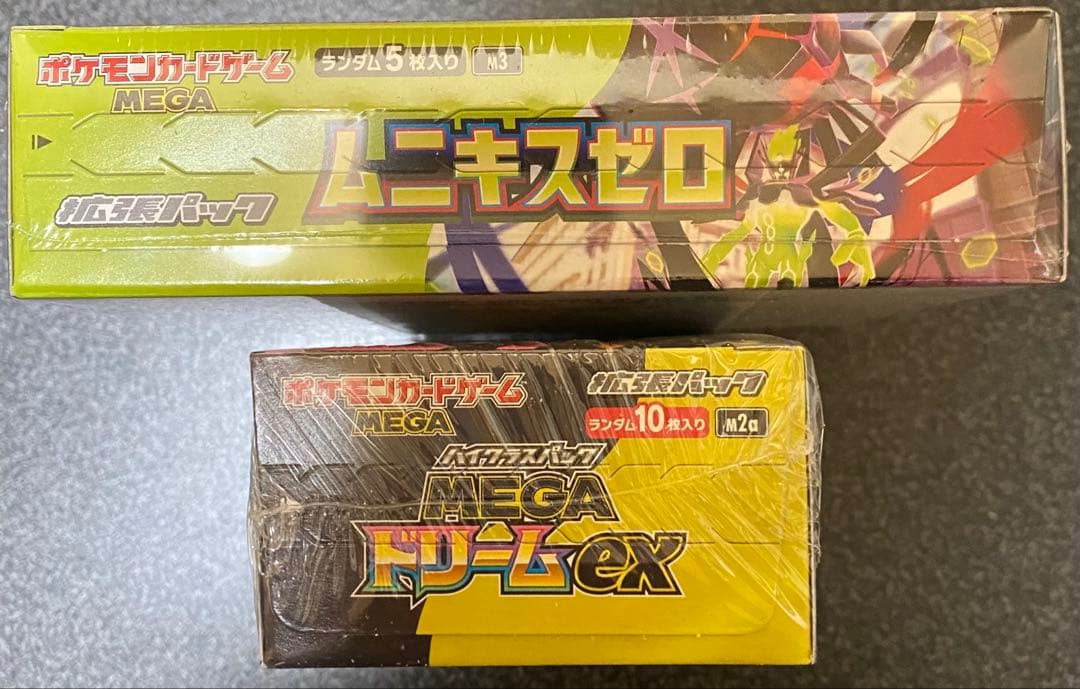 ポケモンカードゲーム
MEGA
ランダム5枚入り M3
ムニキスゼロ
拡張パック
ポケモンカードゲーム
MEGA
拡張パック
ランダム10枚入り M2a
ハイクラスパック
MEGA
ドリームex